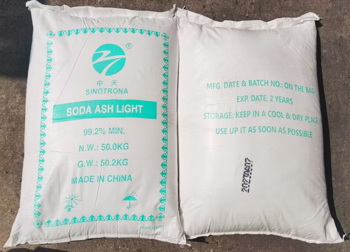 中天
SINOTRONA
SODA ASH LIGHT
99.2% MIN.
N.W.: 50.0KG
G.W.: 50.2KG
MADE IN CHINA
MFG. DATE & BATCH NO.: ON THE BAG
EXP. DATE: 2 YEARS
STORAGE: KEEP IN A COOL & DRY PLACE
USE UP IT AS SOON AS POSSIBLE
20230907